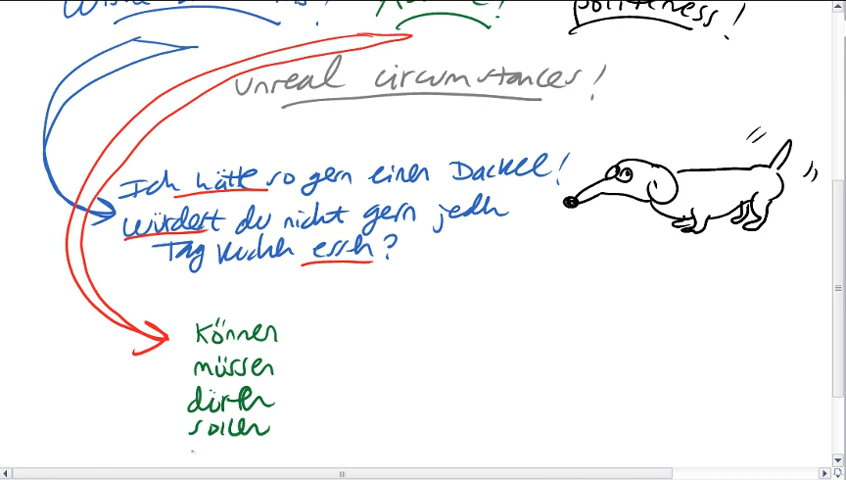 politeness!
unreal circumstances!
Ich hätte so gern einen Dackel!
Würdest du nicht gern jeden
Tag Kuchen essen?
können
müssen
dürfen
sollen